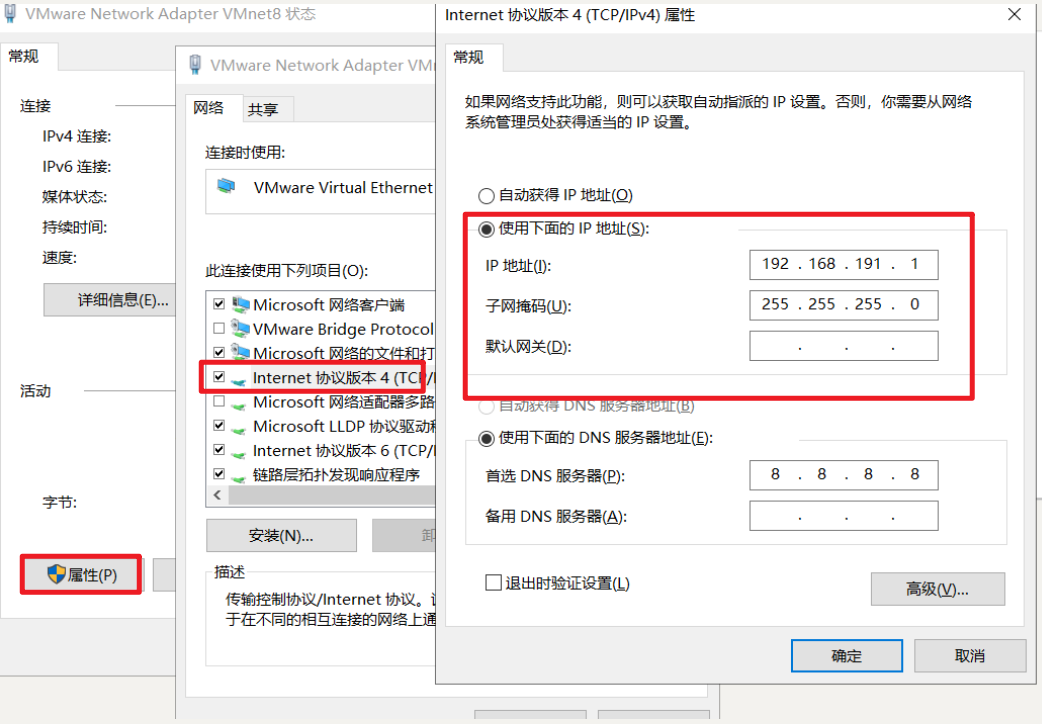 VMware Network Adapter VMnet8 状态
常规
连接
IPv4 连接:
IPv6 连接:
媒体状态:
持续时间:
速度:
详细信息(E)...
活动
字节:
属性(P)
VMware Network Adapter VM
网络
共享
连接时使用:
VMware Virtual Ethernet
此连接使用下列项目(O):
Microsoft 网络客户端
VMware Bridge Protocol
Microsoft 网络的文件和打
Internet 协议版本 4 (TCP/
Microsoft 网络适配器多路
Microsoft LLDP 协议驱动
Internet 协议版本 6 (TCP/
链路层拓扑发现响应程序
安装(N)...
卸
描述
传输控制协议/Internet 协议。
于在不同的相互连接的网络上通
Internet 协议版本 4 (TCP/IPv4) 属性
常规
如果网络支持此功能，则可以获取自动指派的 IP 设置。否则，你需要从网络
系统管理员处获得适当的 IP 设置。
自动获得 IP 地址(O)
使用下面的 IP 地址(S):
IP 地址(I):
192 . 168 . 191 . 1
子网掩码(U):
255 . 255 . 255 . 0
默认网关(D):
. . .
自动获得 DNS 服务器地址(B)
使用下面的 DNS 服务器地址(E):
首选 DNS 服务器(P):
8 . 8 . 8 . 8
备用 DNS 服务器(A):
. . .
退出时验证设置(L)
高级(V)...
确定
取消